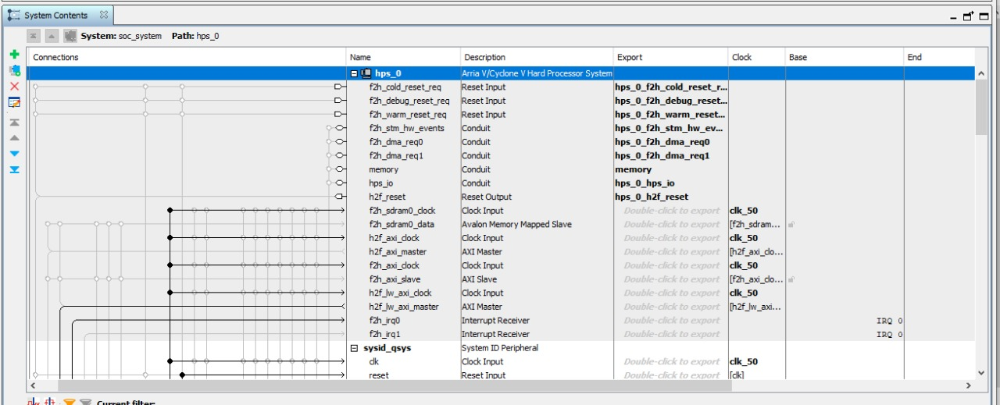 System Contents
System: soc_system Path: hps_0
Connections Name Description Export Clock Base End
hps_0 Arria V/Cyclone V Hard Processor System
f2h_cold_reset_req Reset Input hps_0_f2h_cold_reset_r...
f2h_debug_reset_req Reset Input hps_0_f2h_debug_reset...
f2h_warm_reset_req Reset Input hps_0_f2h_warm_reset...
f2h_stm_hw_events Conduit hps_0_f2h_stm_hw_ev...
f2h_dma_req0 Conduit hps_0_f2h_dma_req0
f2h_dma_req1 Conduit hps_0_f2h_dma_req1
memory Conduit memory
hps_io Conduit hps_0_hps_io
h2f_reset Reset Output hps_0_h2f_reset
f2h_sdram0_clock Clock Input Double-click to export clk_50
f2h_sdram0_data Avalon Memory Mapped Slave Double-click to export [f2h_sdram...
h2f_axi_clock Clock Input Double-click to export clk_50
h2f_axi_master AXI Master Double-click to export [h2f_axi_clo...
f2h_axi_clock Clock Input Double-click to export clk_50
f2h_axi_slave AXI Slave Double-click to export [f2h_axi_clo...
h2f_lw_axi_clock Clock Input Double-click to export clk_50
h2f_lw_axi_master AXI Master Double-click to export [h2f_lw_axi...
f2h_irq0 Interrupt Receiver Double-click to export IRQ 0
f2h_irq1 Interrupt Receiver Double-click to export IRQ 0
sysid_qsys System ID Peripheral
clk Clock Input Double-click to export clk_50
reset Reset Input Double-click to export [clk]
Current filter: